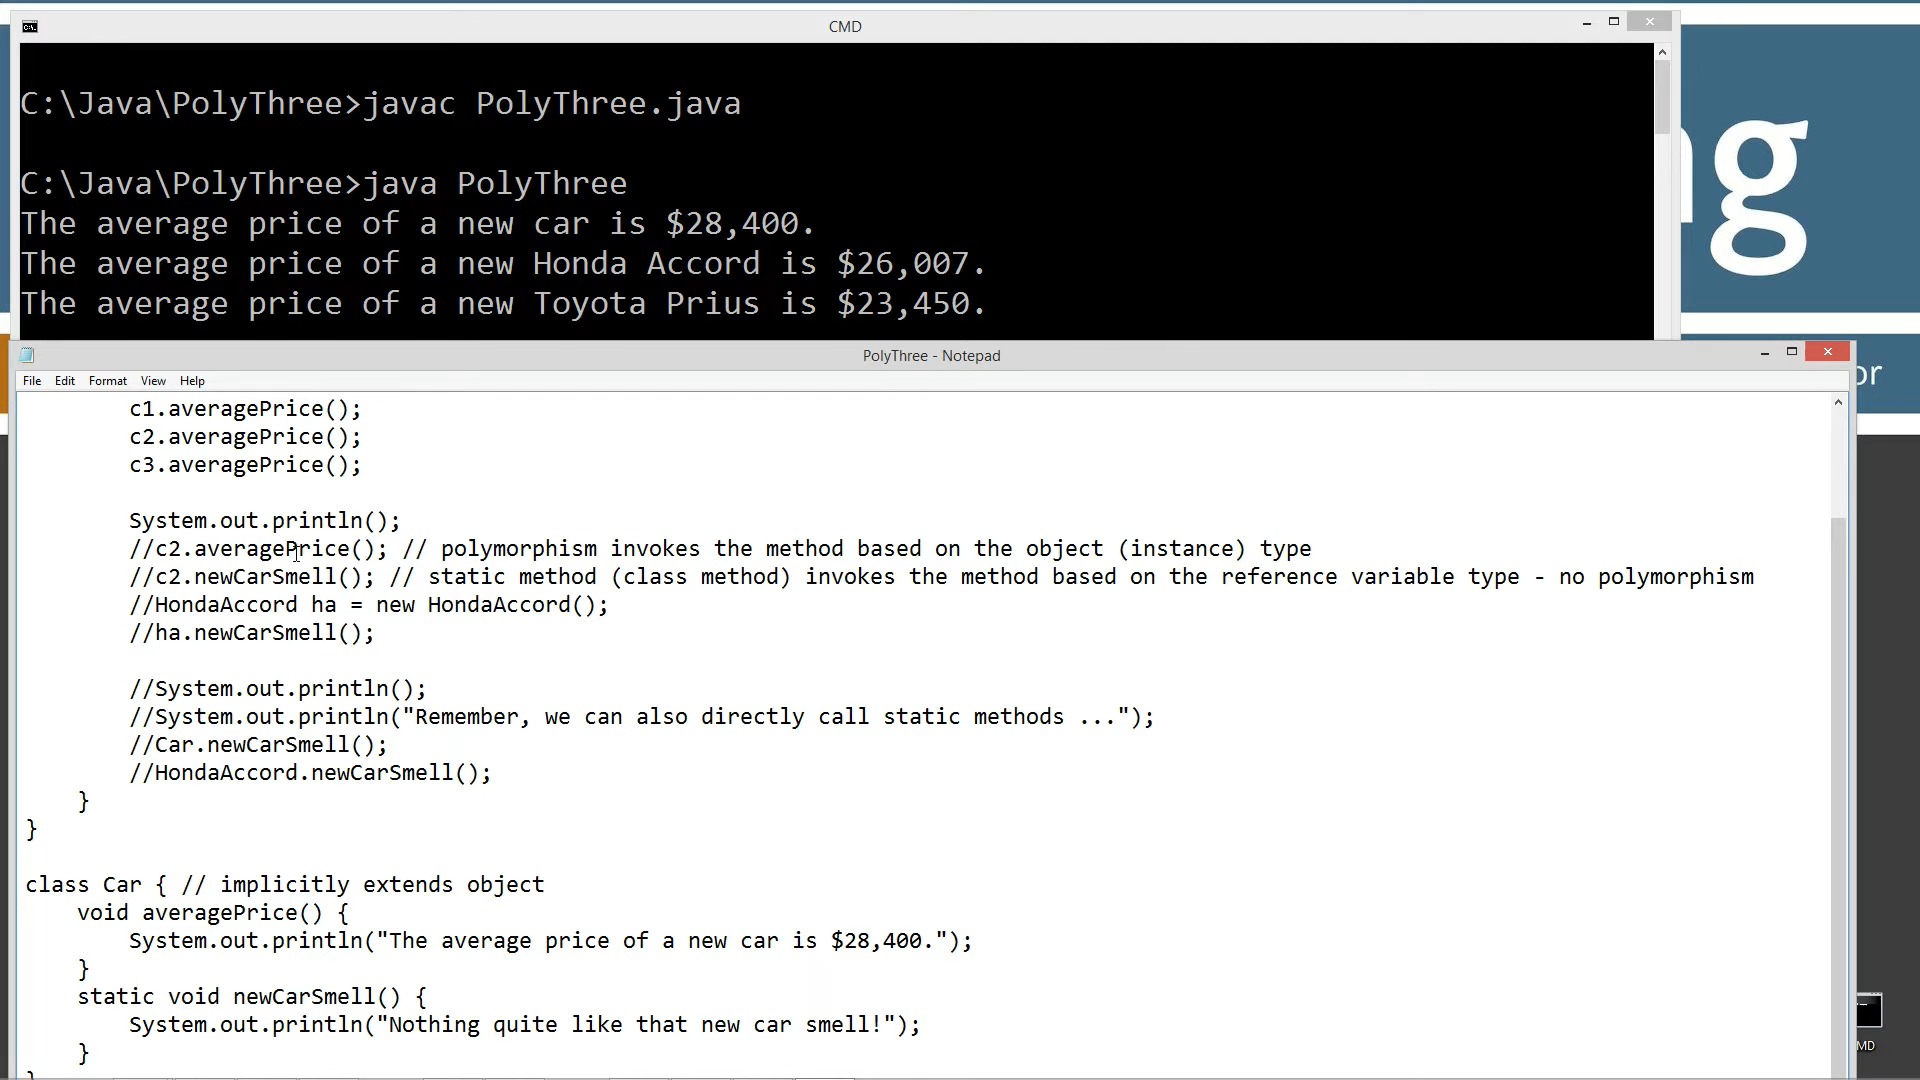 CMD
C:\Java\PolyThree>javac PolyThree.java
C:\Java\PolyThree>java PolyThree
The average price of a new car is $28,400.
The average price of a new Honda Accord is $26,007.
The average price of a new Toyota Prius is $23,450.
g
or
PolyThree - Notepad
File Edit Format View Help
c1.averagePrice();
c2.averagePrice();
c3.averagePrice();
System.out.println();
//c2.averagePrice(); // polymorphism invokes the method based on the object (instance) type
//c2.newCarSmell(); // static method (class method) invokes the method based on the reference variable type - no polymorphism
//HondaAccord ha = new HondaAccord();
//ha.newCarSmell();
//System.out.println();
//System.out.println("Remember, we can also directly call static methods ...");
//Car.newCarSmell();
//HondaAccord.newCarSmell();
}
}
class Car { // implicitly extends object
void averagePrice() {
System.out.println("The average price of a new car is $28,400.");
}
static void newCarSmell() {
System.out.println("Nothing quite like that new car smell!");
}
}
MD